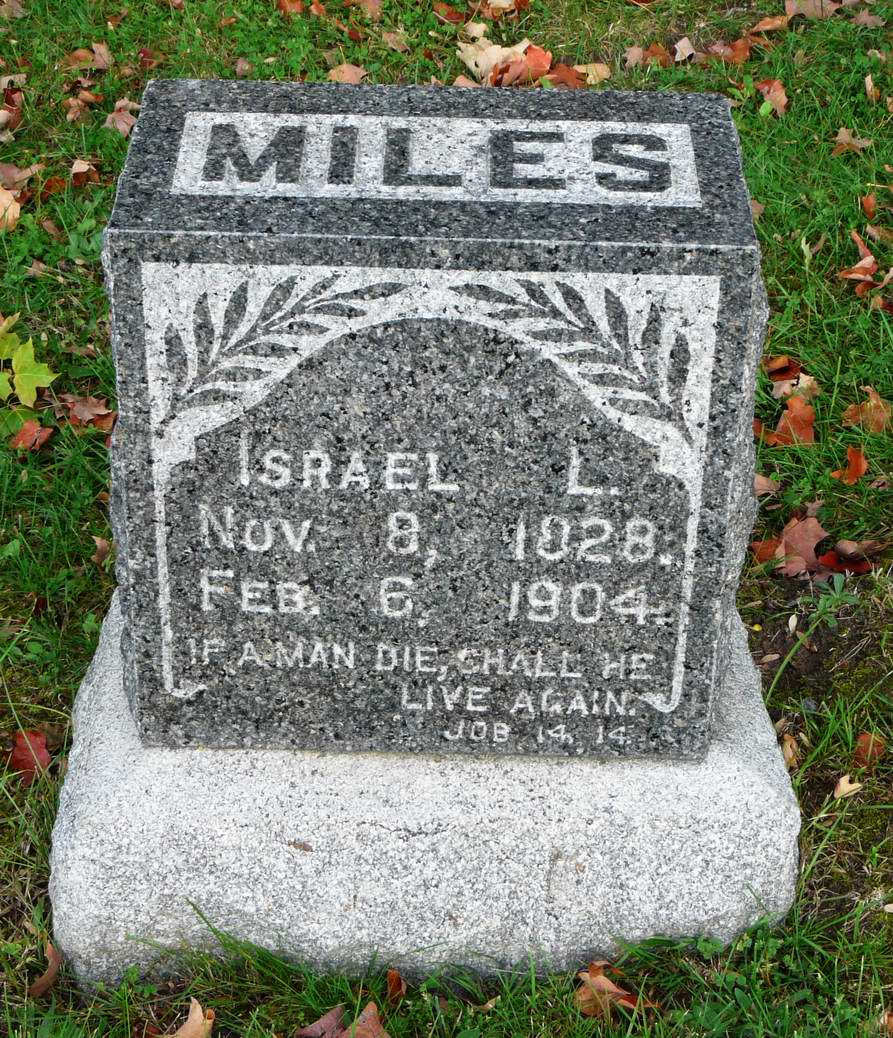 MILES
ISRAEL L.
NOV. 8, 1828.
FEB. 6, 1904.
IF A MAN DIE, SHALL HE
LIVE AGAIN.
JOB 14, 14